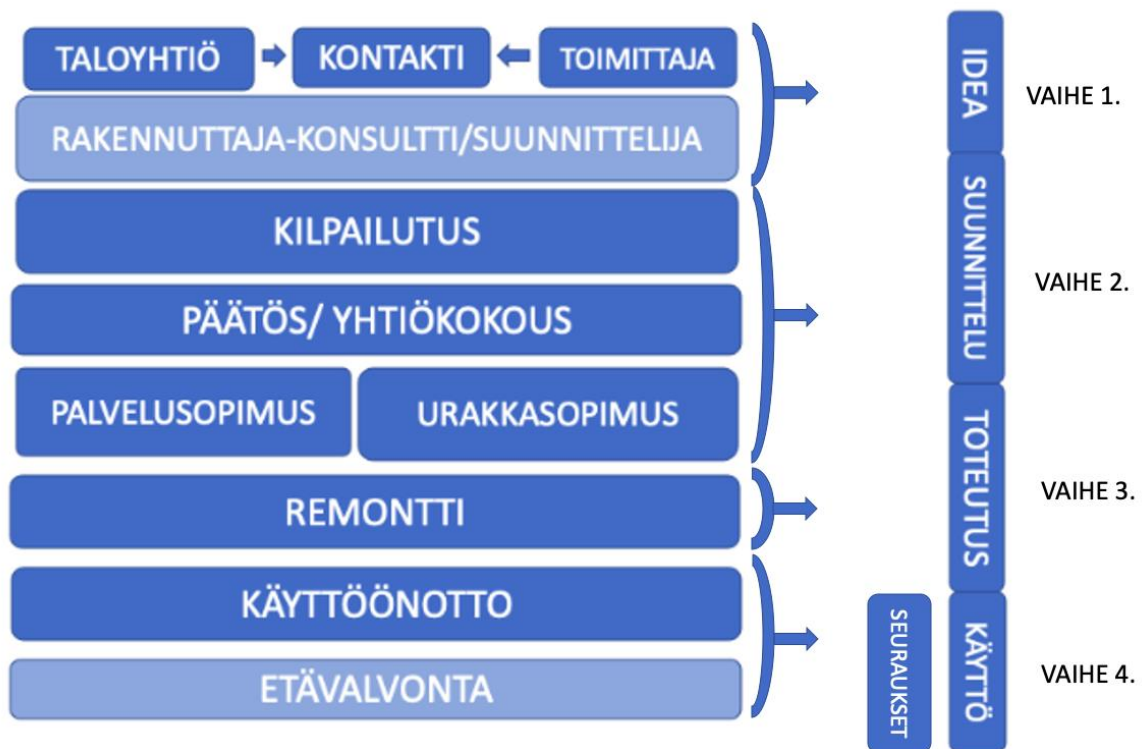 TALOYHTIÖ
KONTAKTI
TOIMITTAJA
RAKENNUTTAJA-KONSULTTI/SUUNNITTELIJA
KILPAILUTUS
PÄÄTÖS/ YHTIÖKOKOUS
PALVELUSOPIMUS
URAKKASOPIMUS
REMONTTI
KÄYTTÖÖNOTTO
ETÄVALVONTA
IDEA
VAIHE 1.
SUUNNITTELU
VAIHE 2.
TOTEUTUS
VAIHE 3.
SEURAUKSET
KÄYTTÖ
VAIHE 4.